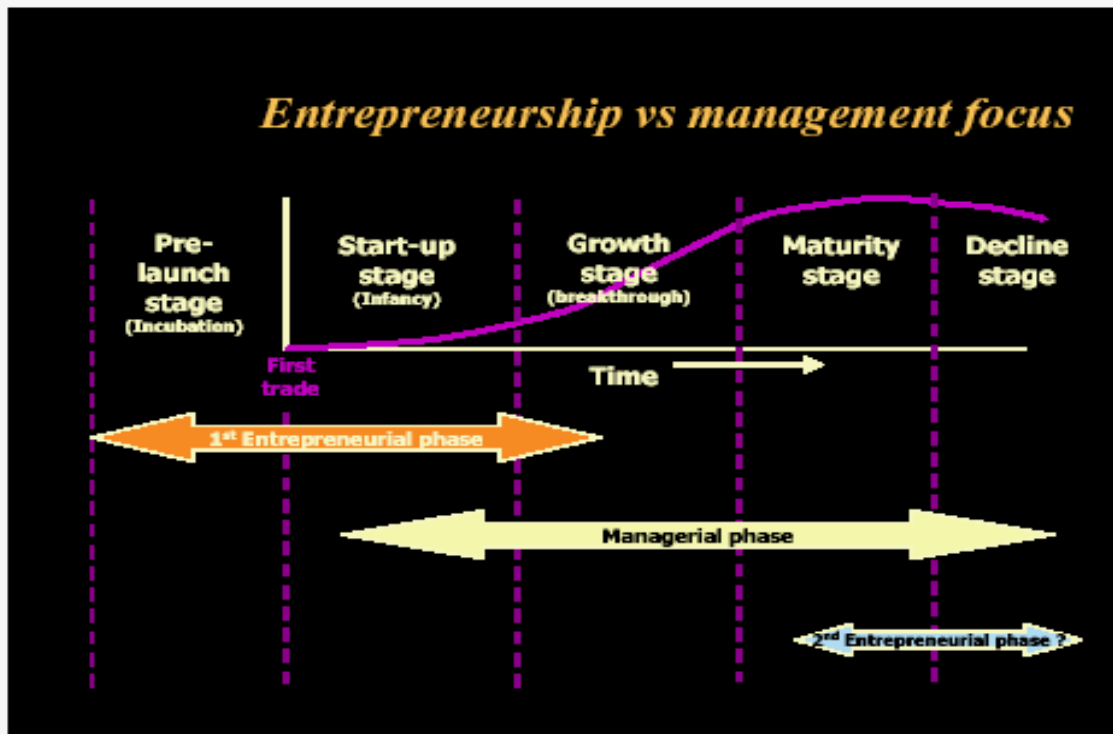 Entrepreneurship vs management focus
Pre-
launch
stage
(Incubation)
Start-up
stage
(Infancy)
Growth
stage
(breakthrough)
Maturity
stage
Decline
stage
First
trade
Time
1st Entrepreneurial phase
Managerial phase
2nd Entrepreneurial phase ?